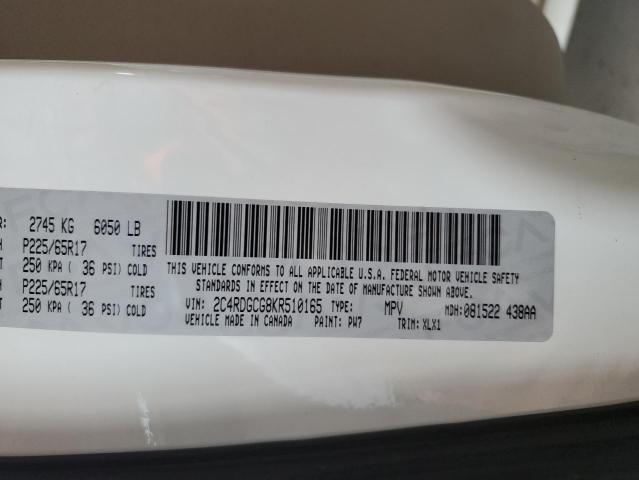 R: 2745 KG 6050 LB
P225/65R17 TIRES
250 KPA ( 36 PSI) COLD
P225/65R17 TIRES
250 KPA ( 36 PSI) COLD
THIS VEHICLE CONFORMS TO ALL APPLICABLE U.S.A. FEDERAL MOTOR VEHICLE SAFETY
STANDARDS IN EFFECT ON THE DATE OF MANUFACTURE SHOWN ABOVE.
VIN: 2C4RDGCG8KR510165 TYPE: MPV MDH:081522 438AA
VEHICLE MADE IN CANADA PAINT: PW7 TRIM: XLX1